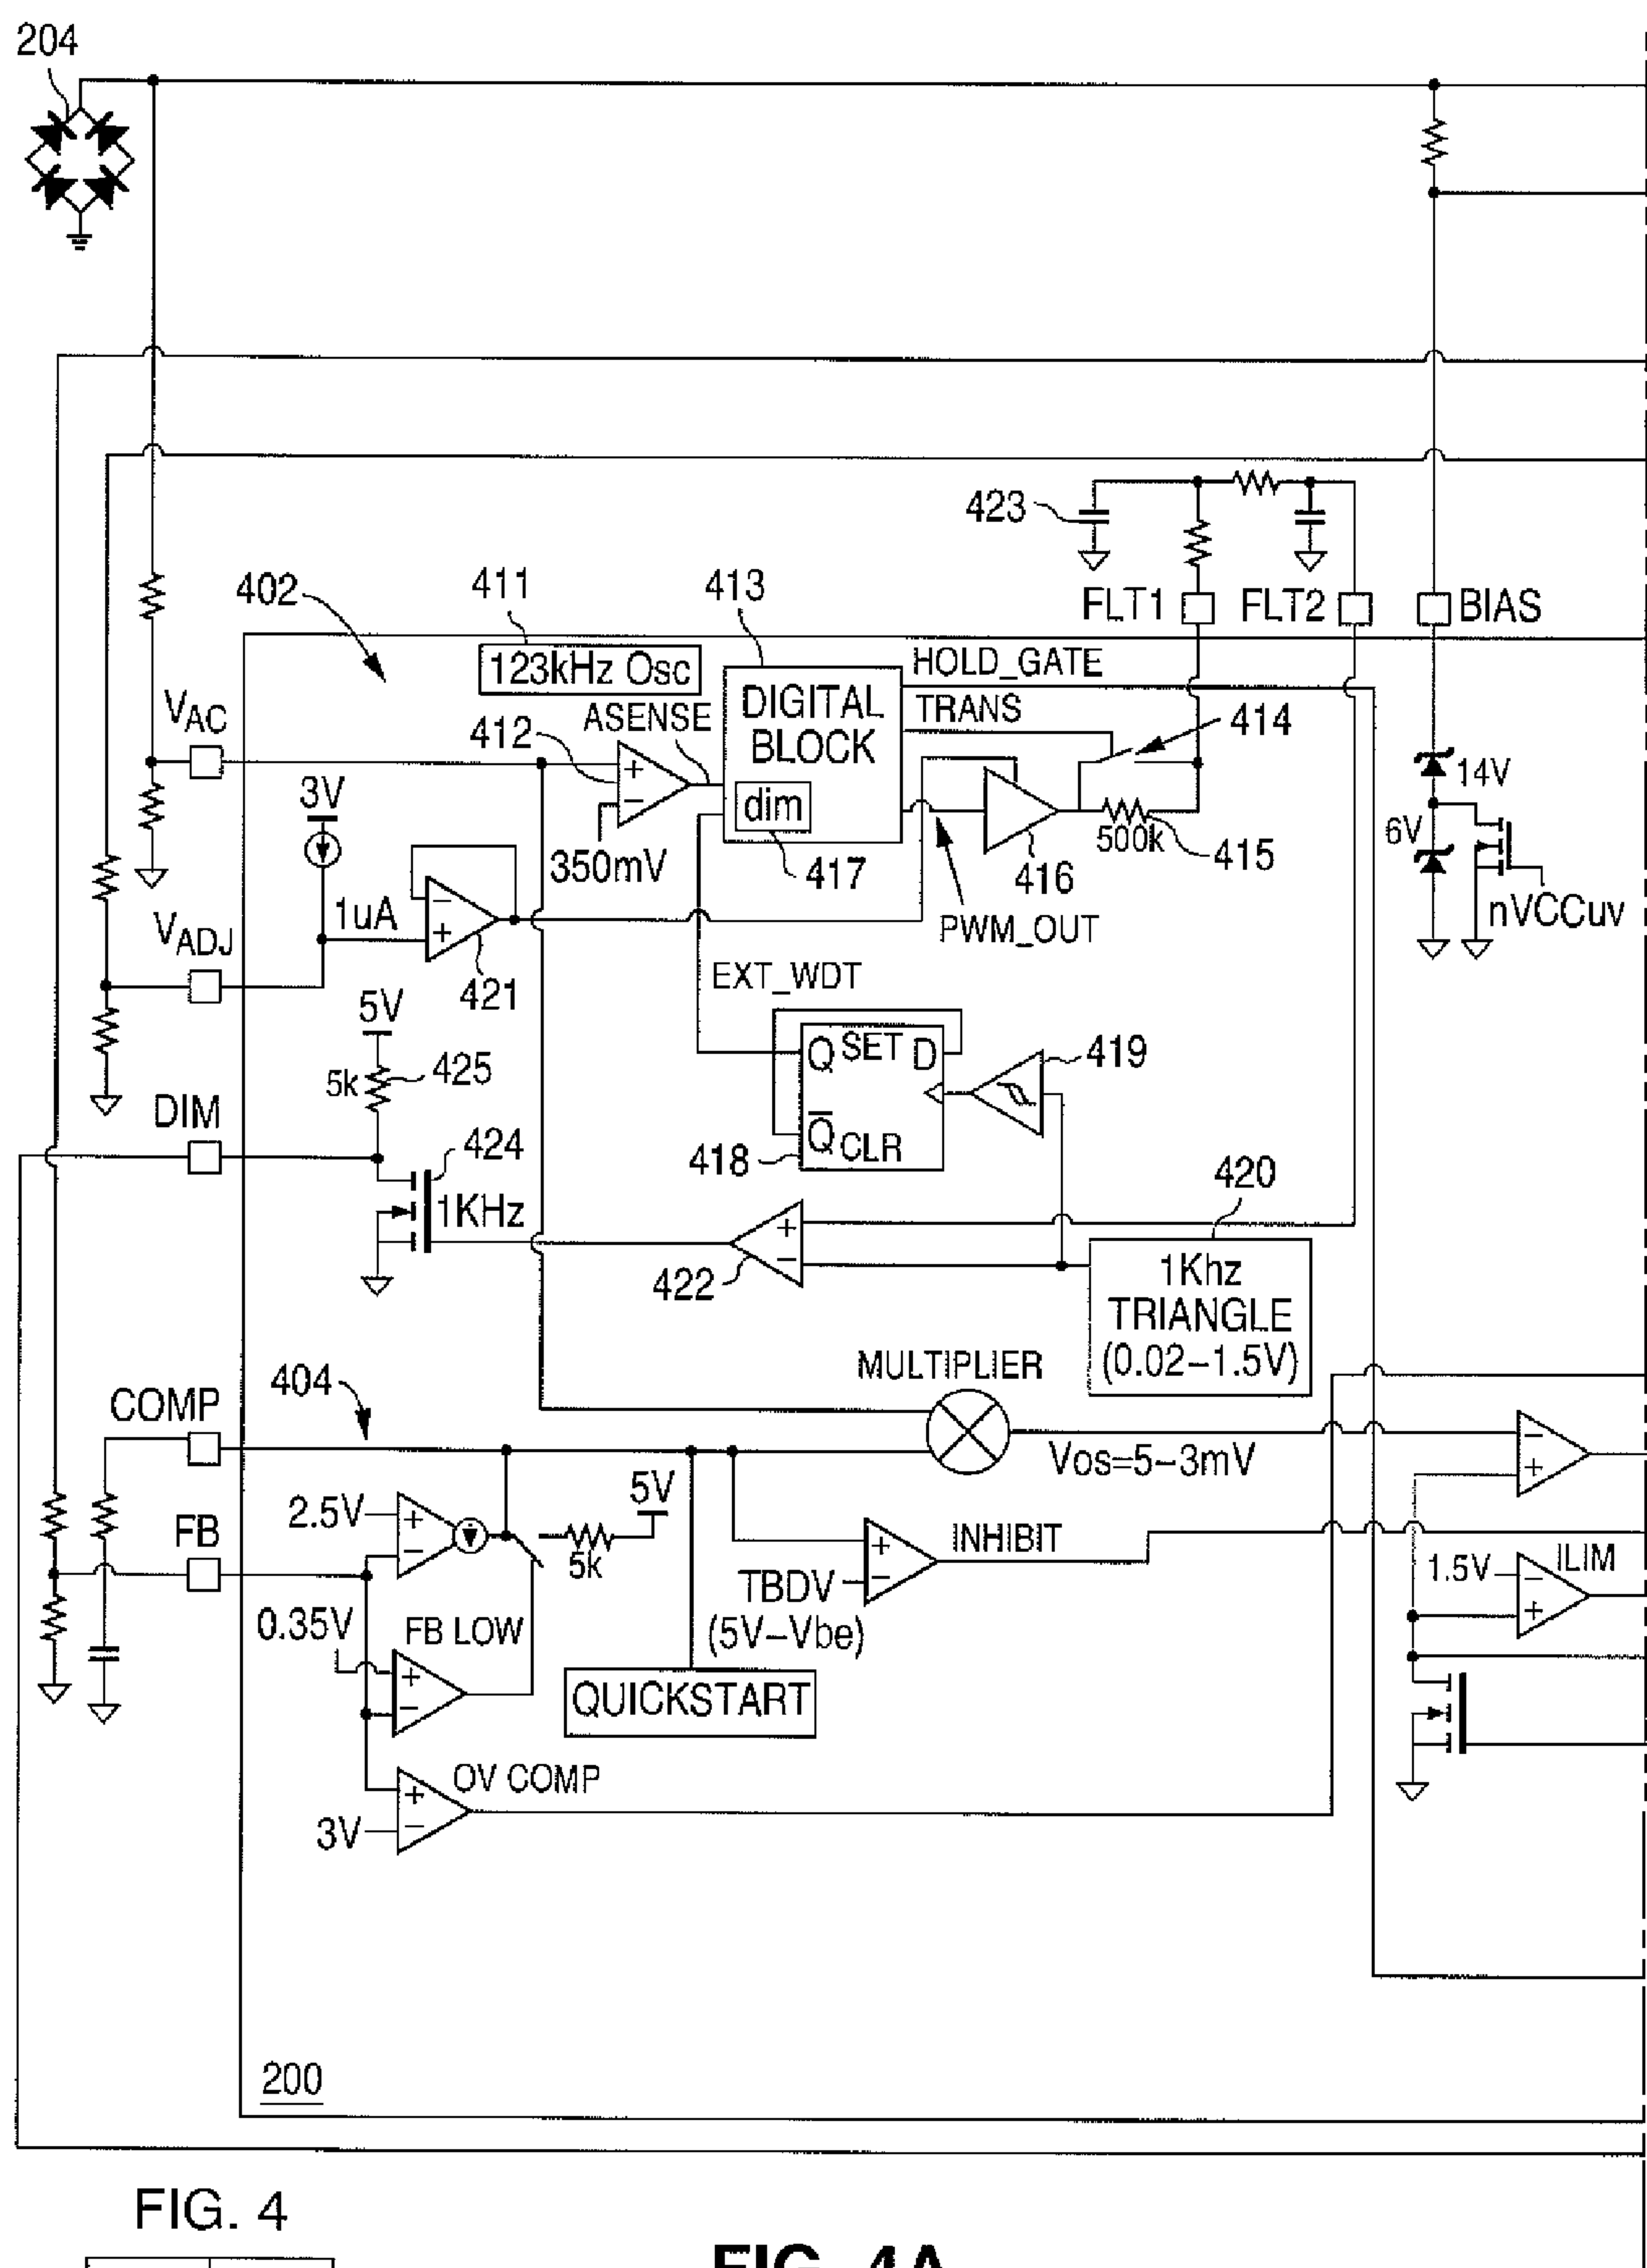 204
423
FLT1
FLT2
BIAS
402
411
413
123kHz Osc
HOLD_GATE
TRANS
ASENSE
412
DIGITAL
BLOCK
dim
414
VAC
3V
350mV
417
416
500k
415
PWM_OUT
14V
6V
nVCCuv
1uA
VADJ
421
EXT_WDT
5V
5k
425
Q SET D
Q̅ CLR
418
419
DIM
424
1KHz
420
422
1Khz
TRIANGLE
(0.02–1.5V)
MULTIPLIER
404
COMP
Vos=5–3mV
2.5V
5V
5k
FB
INHIBIT
TBDV
(5V–Vbe)
1.5V
ILIM
0.35V
FB LOW
QUICKSTART
OV COMP
3V
200
FIG. 4
FIG. 4A